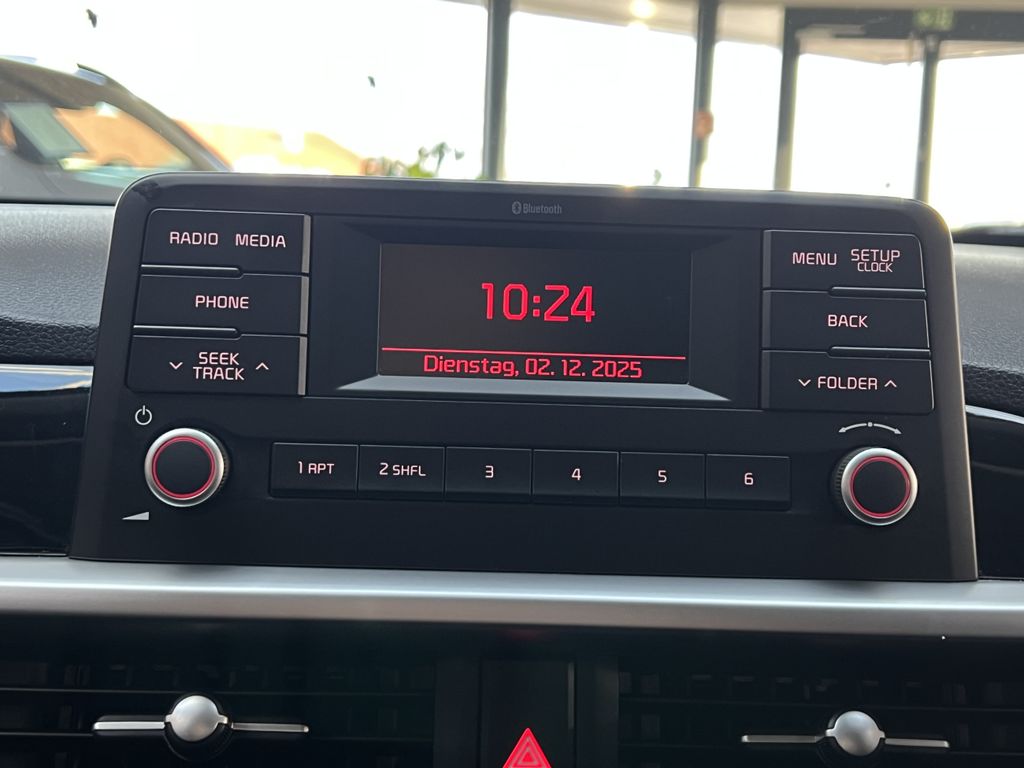 Bluetooth
RADIO MEDIA
PHONE
SEEK
TRACK
10:24
Dienstag, 02. 12. 2025
MENU SETUP
CLOCK
BACK
FOLDER
1 RPT
2 SHFL
3
4
5
6